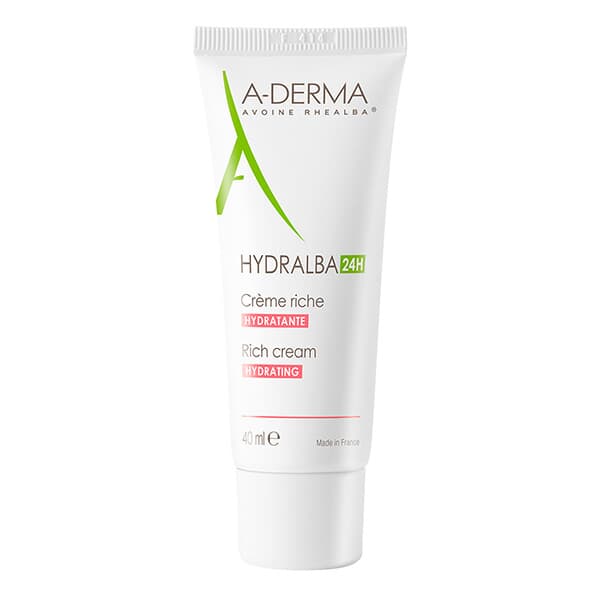 A-DERMA
AVOINE RHEALBA®
HYDRALBA 24H
Crème riche
HYDRATANTE
Rich cream
HYDRATING
40 ml ℮
Made in France